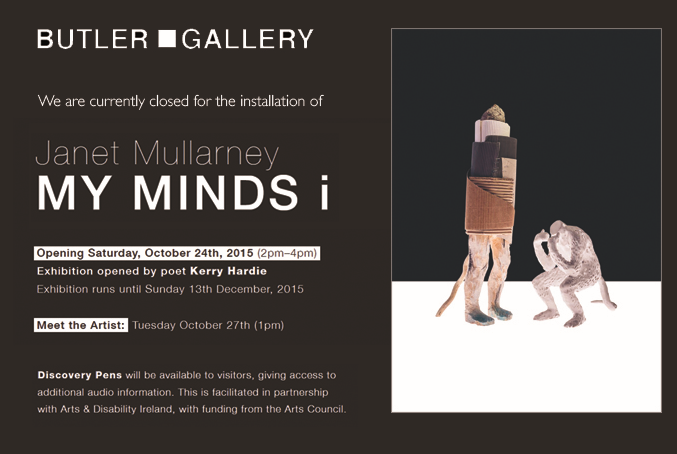 BUTLER GALLERY
We are currently closed for the installation of
Janet Mullarney
MY MINDS i
Opening Saturday, October 24th, 2015 (2pm–4pm)
Exhibition opened by poet Kerry Hardie
Exhibition runs until Sunday 13th December, 2015
Meet the Artist: Tuesday October 27th (1pm)
Discovery Pens will be available to visitors, giving access to
additional audio information. This is facilitated in partnership
with Arts & Disability Ireland, with funding from the Arts Council.